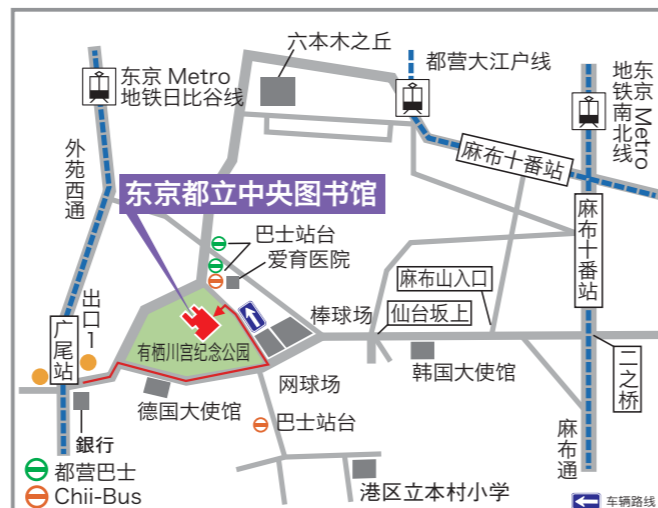 六本木之丘
都营大江户线
东京 Metro
地铁日比谷线
东京 Metro
地铁南北线
外苑西通
麻布十番站
东京都立中央图书馆
巴士站台
爱育医院
麻布十番站
麻布山入口
棒球场
仙台坂上
出口1
广尾站
有栖川宫纪念公园
韩国大使馆
二之桥
网球场
德国大使馆
巴士站台
銀行
麻布通
都营巴士
Chii-Bus
港区立本村小学
车辆路线